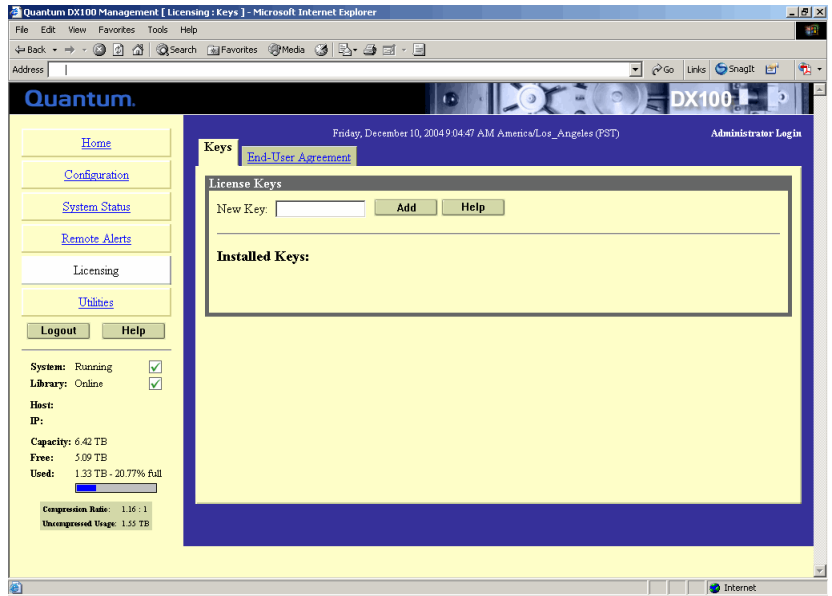 Quantum DX100 Management [ Licensing : Keys ] - Microsoft Internet Explorer
File Edit View Favorites Tools Help
Back Search Favorites Media
Address Go Links SnagIt
Quantum. DX100
Friday, December 10, 2004 9:04:47 AM America/Los_Angeles (PST) Administrator Login
Home
Configuration
System Status
Remote Alerts
Licensing
Utilities
Logout Help
System: Running
Library: Online
Host:
IP:
Capacity: 6.42 TB
Free: 5.09 TB
Used: 1.33 TB - 20.77% full
Compression Ratio: 1.16 : 1
Uncompressed Usage: 1.55 TB
Keys End-User Agreement
License Keys
New Key: Add Help
Installed Keys:
Internet